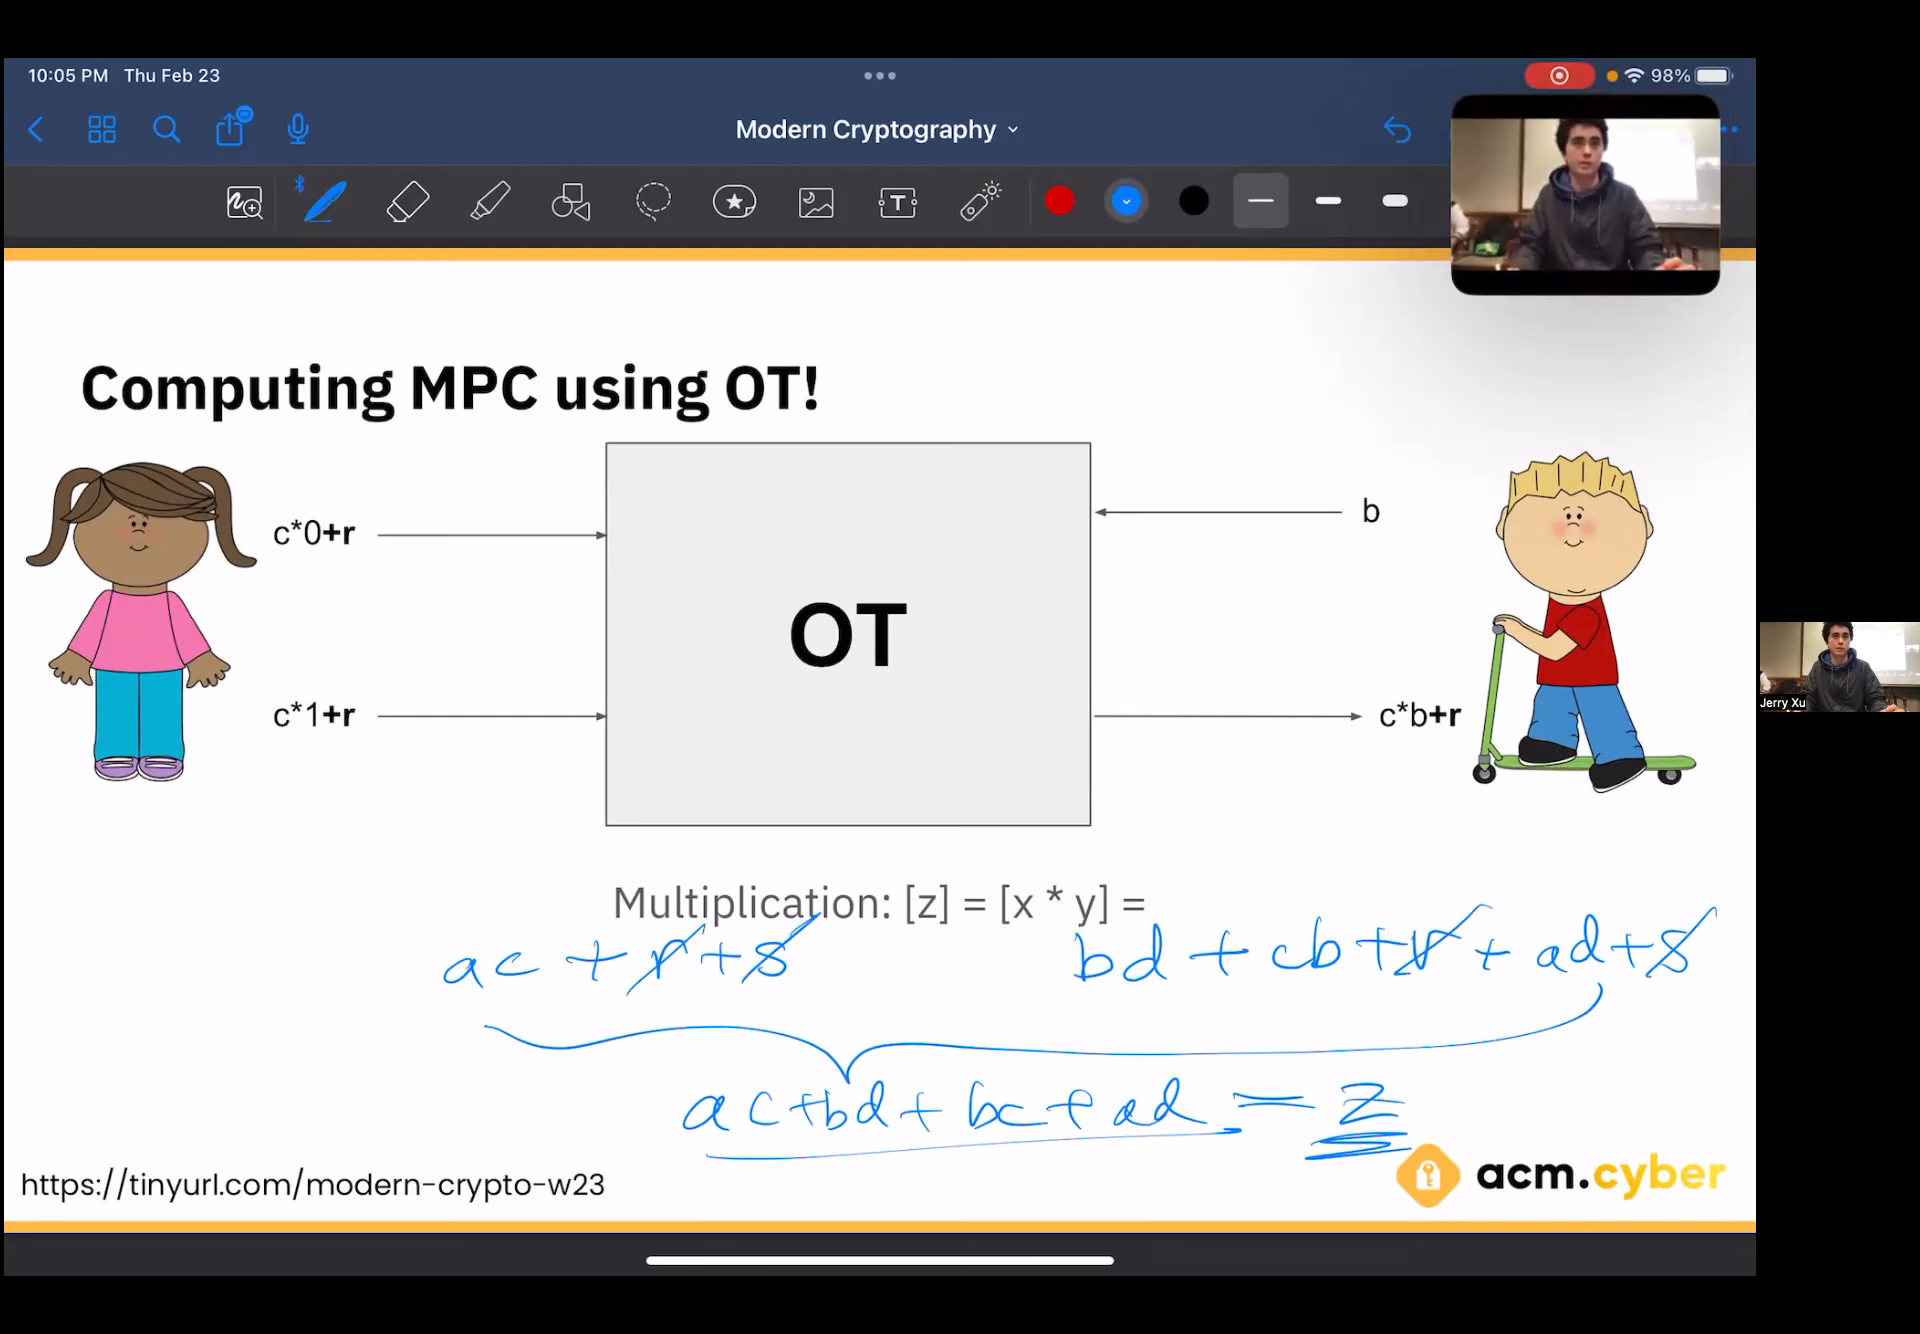 10:05 PM Thu Feb 23
98%
Modern Cryptography
T
Computing MPC using OT!
c*0+r
b
OT
c*1+r
c*b+r
Jerry Xu
Multiplication: [z] = [x * y] =
ac + r + s
bd + cb + r + ad + s
ac + bd + bc + ad = z
https://tinyurl.com/modern-crypto-w23
acm.cyber